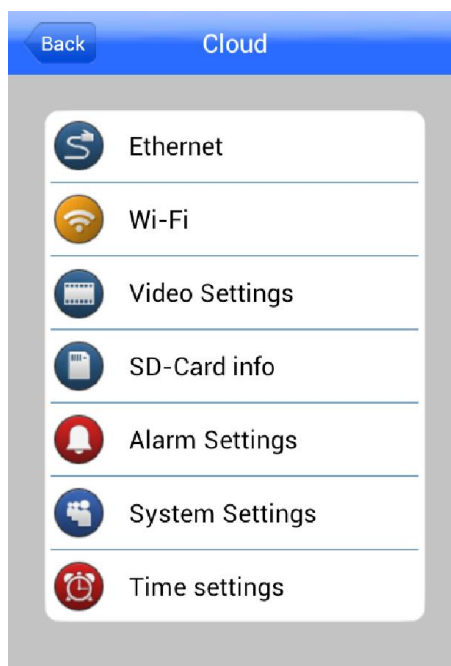 Back
Cloud
Ethernet
Wi-Fi
Video Settings
SD-Card info
Alarm Settings
System Settings
Time settings